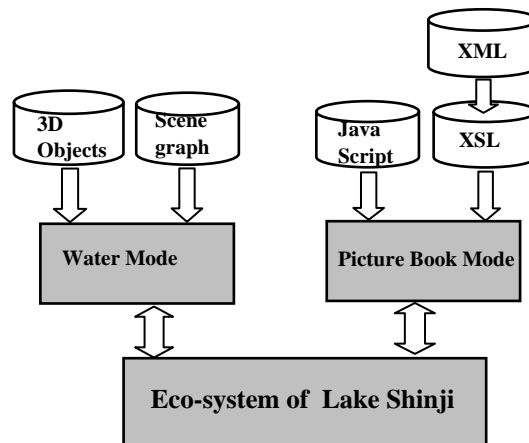 XML
3D
Objects
Scene
graph
Java
Script
XSL
Water Mode
Picture Book Mode
Eco-system of Lake Shinji